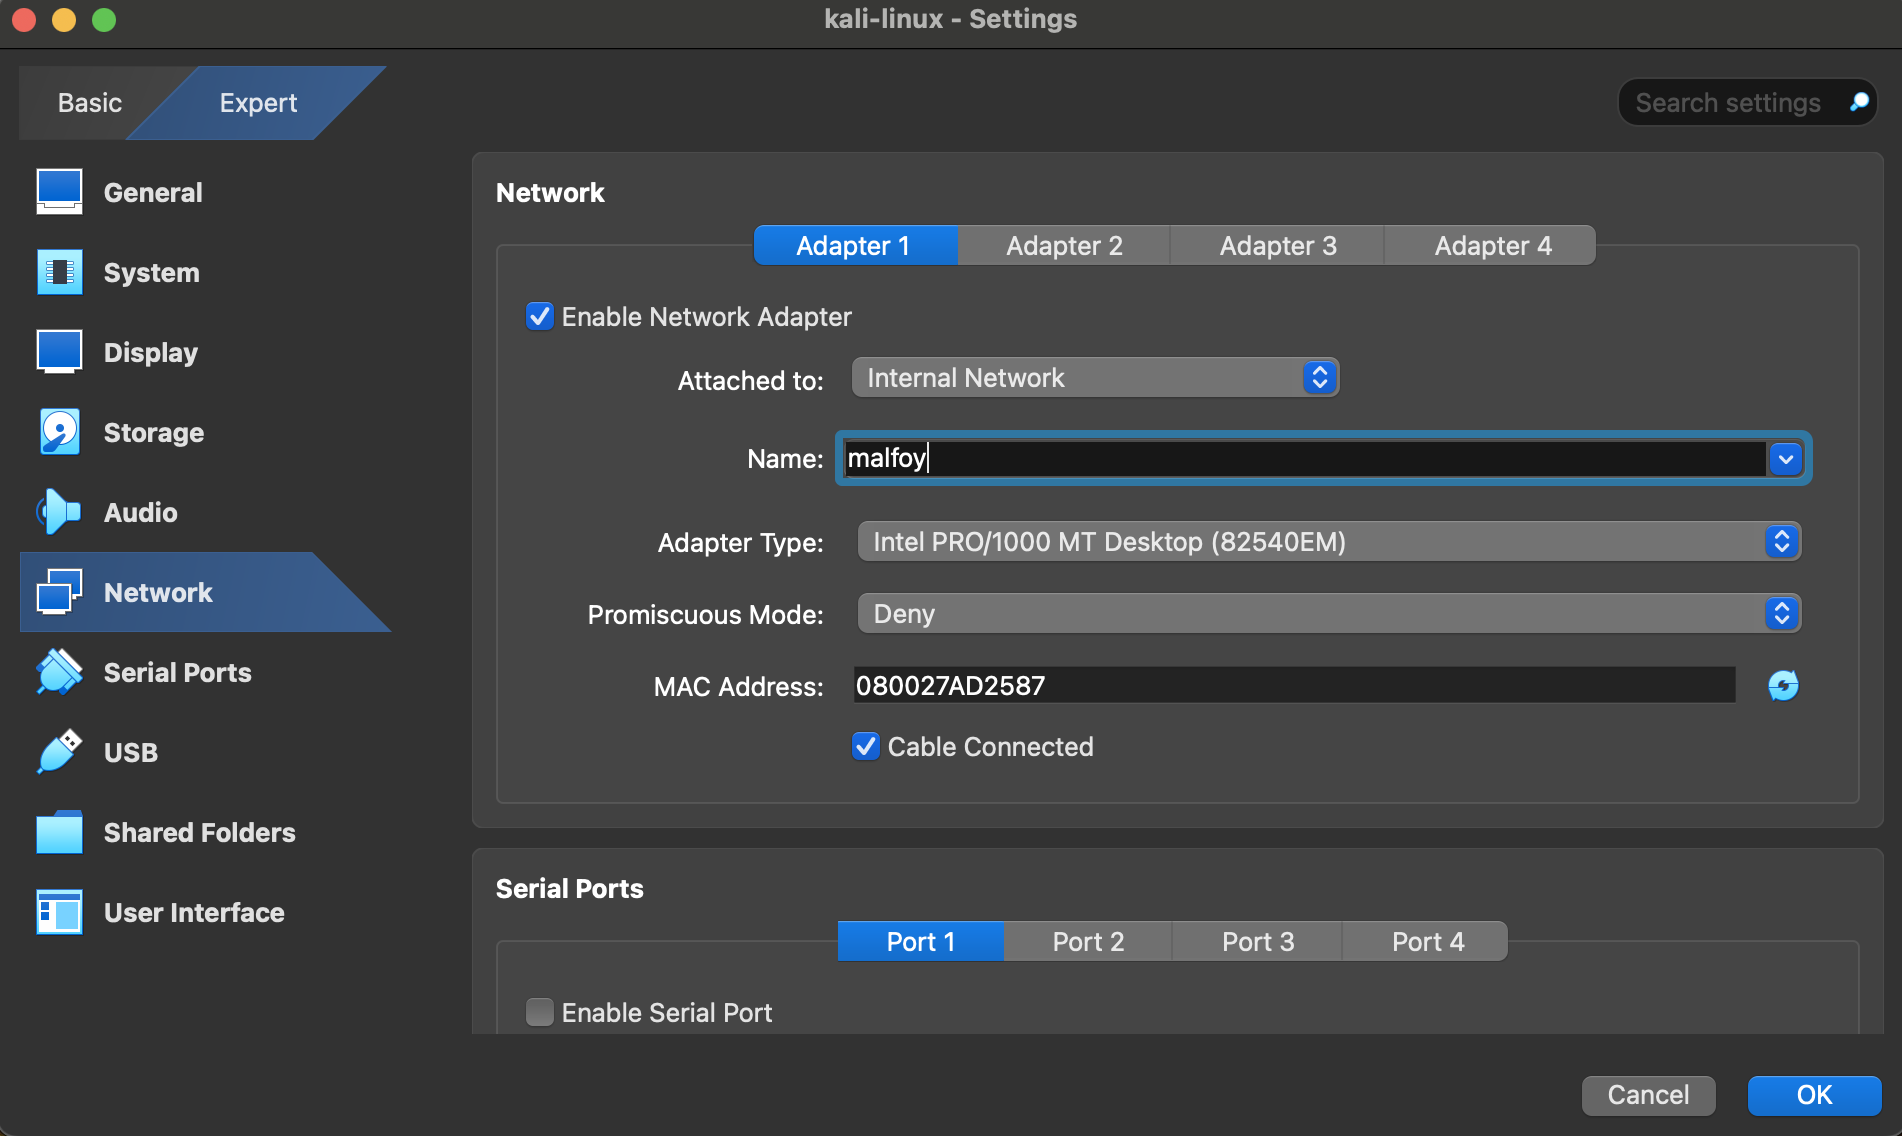 kali-linux - Settings
Basic
Expert
Search settings
General
System
Display
Storage
Audio
Network
Serial Ports
USB
Shared Folders
User Interface
Network
Adapter 1
Adapter 2
Adapter 3
Adapter 4
Enable Network Adapter
Attached to: Internal Network
Name: malfoy
Adapter Type: Intel PRO/1000 MT Desktop (82540EM)
Promiscuous Mode: Deny
MAC Address: 080027AD2587
Cable Connected
Serial Ports
Port 1
Port 2
Port 3
Port 4
Enable Serial Port
Cancel
OK